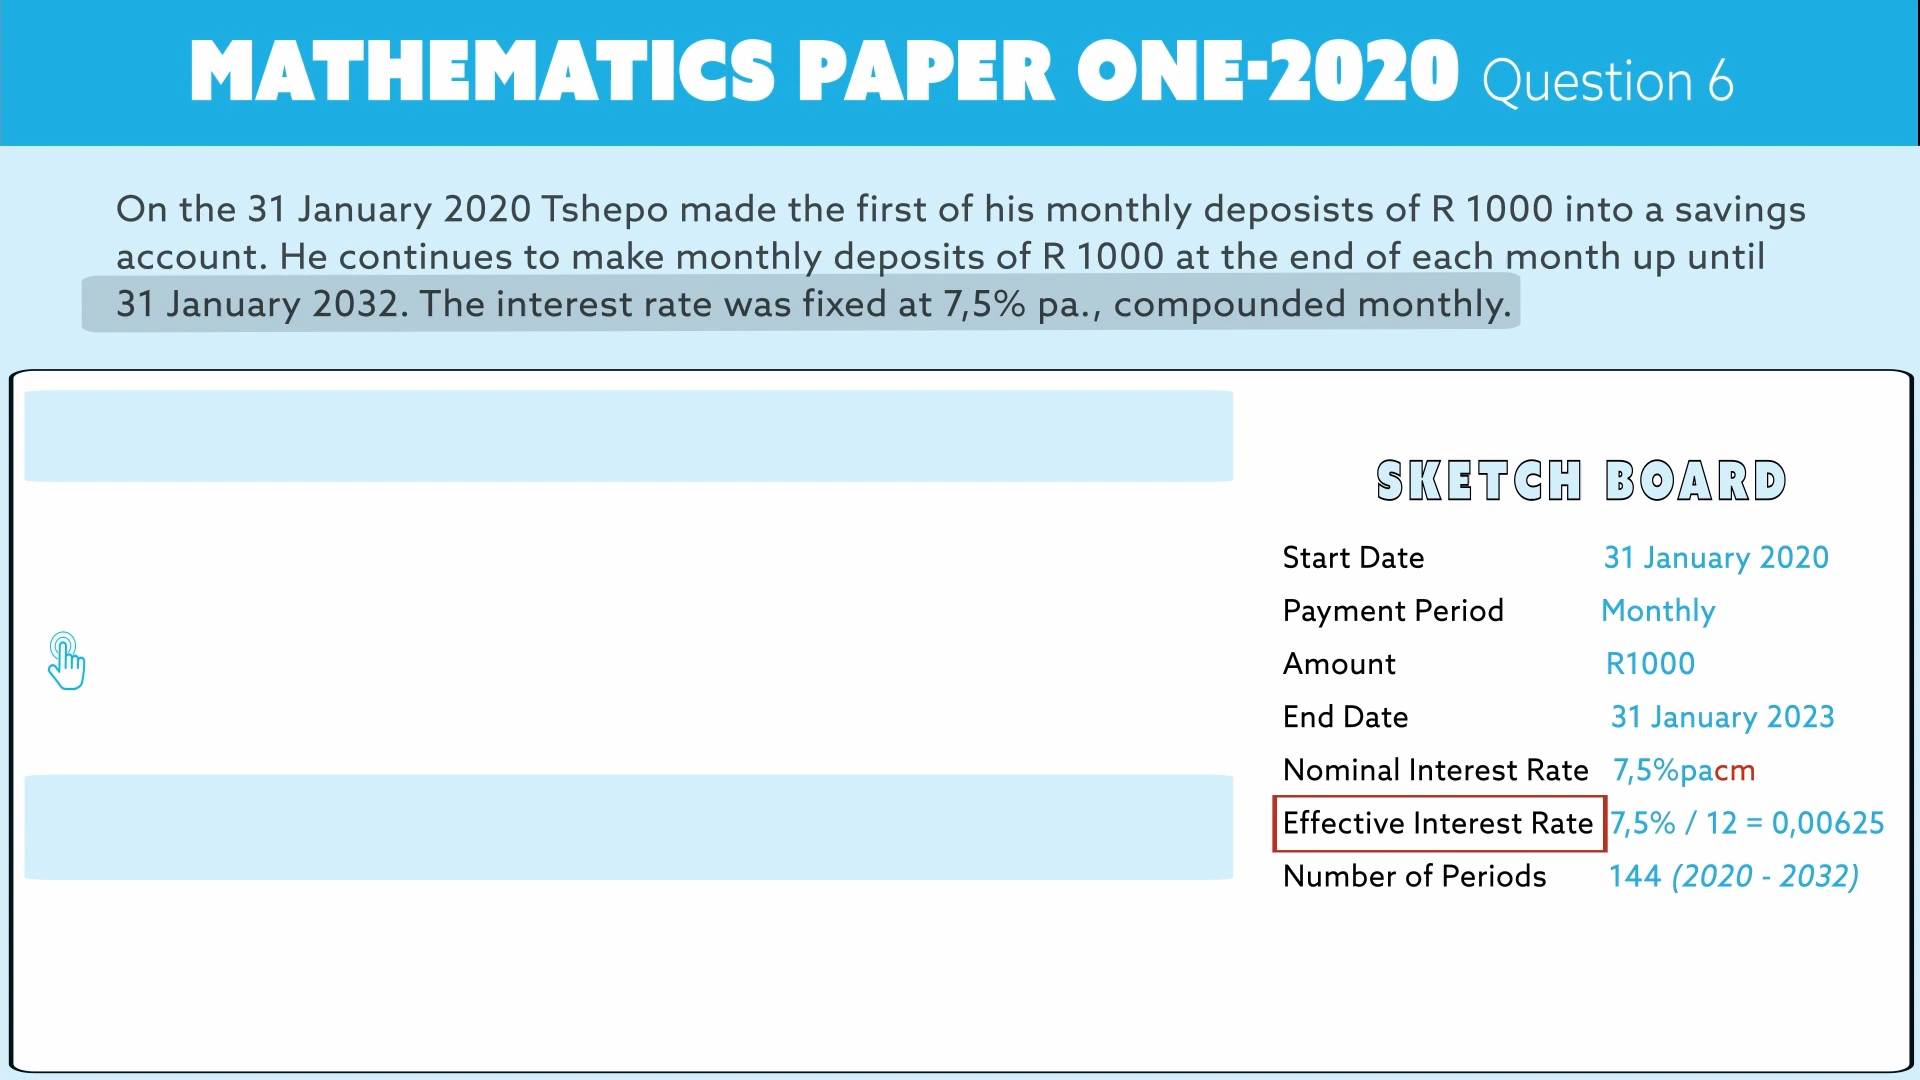 MATHEMATICS PAPER ONE-2020 Question 6
On the 31 January 2020 Tshepo made the first of his monthly deposists of R 1000 into a savings
account. He continues to make monthly deposits of R 1000 at the end of each month up until
31 January 2032. The interest rate was fixed at 7,5% pa., compounded monthly.
SKETCH BOARD
Start Date 31 January 2020
Payment Period Monthly
Amount R1000
End Date 31 January 2023
Nominal Interest Rate 7,5%pacm
Effective Interest Rate 7,5% / 12 = 0,00625
Number of Periods 144 (2020 - 2032)